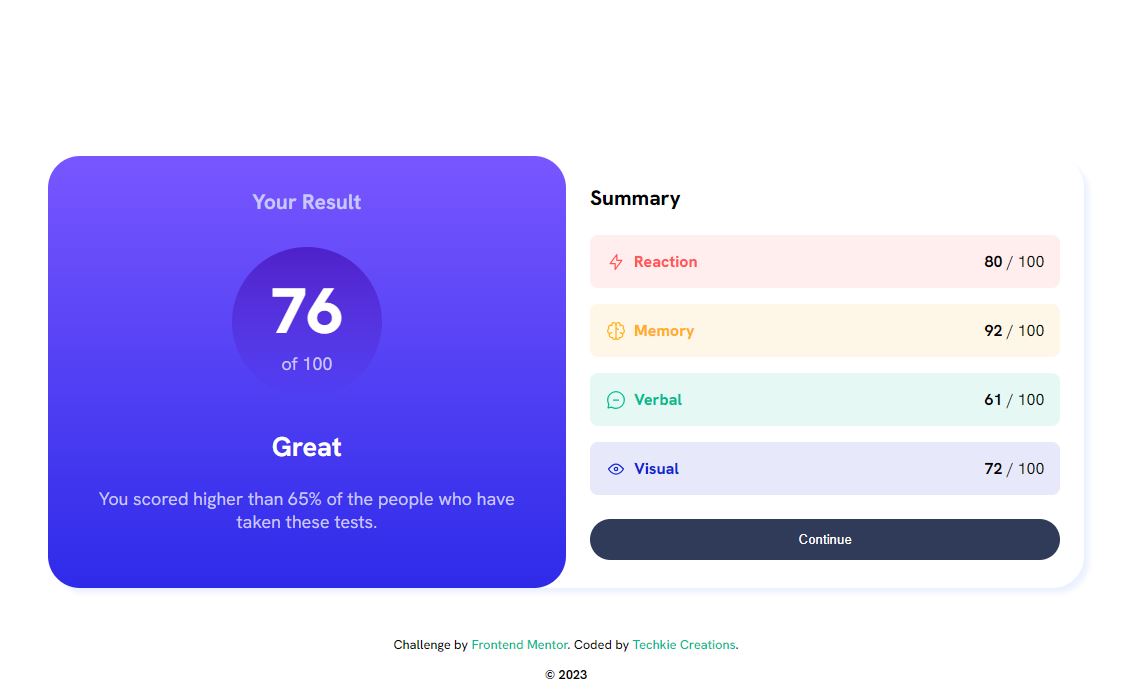 Your Result
76
of 100
Great
You scored higher than 65% of the people who have
taken these tests.
Summary
Reaction 80 / 100
Memory 92 / 100
Verbal 61 / 100
Visual 72 / 100
Continue
Challenge by Frontend Mentor. Coded by Techkie Creations.
© 2023